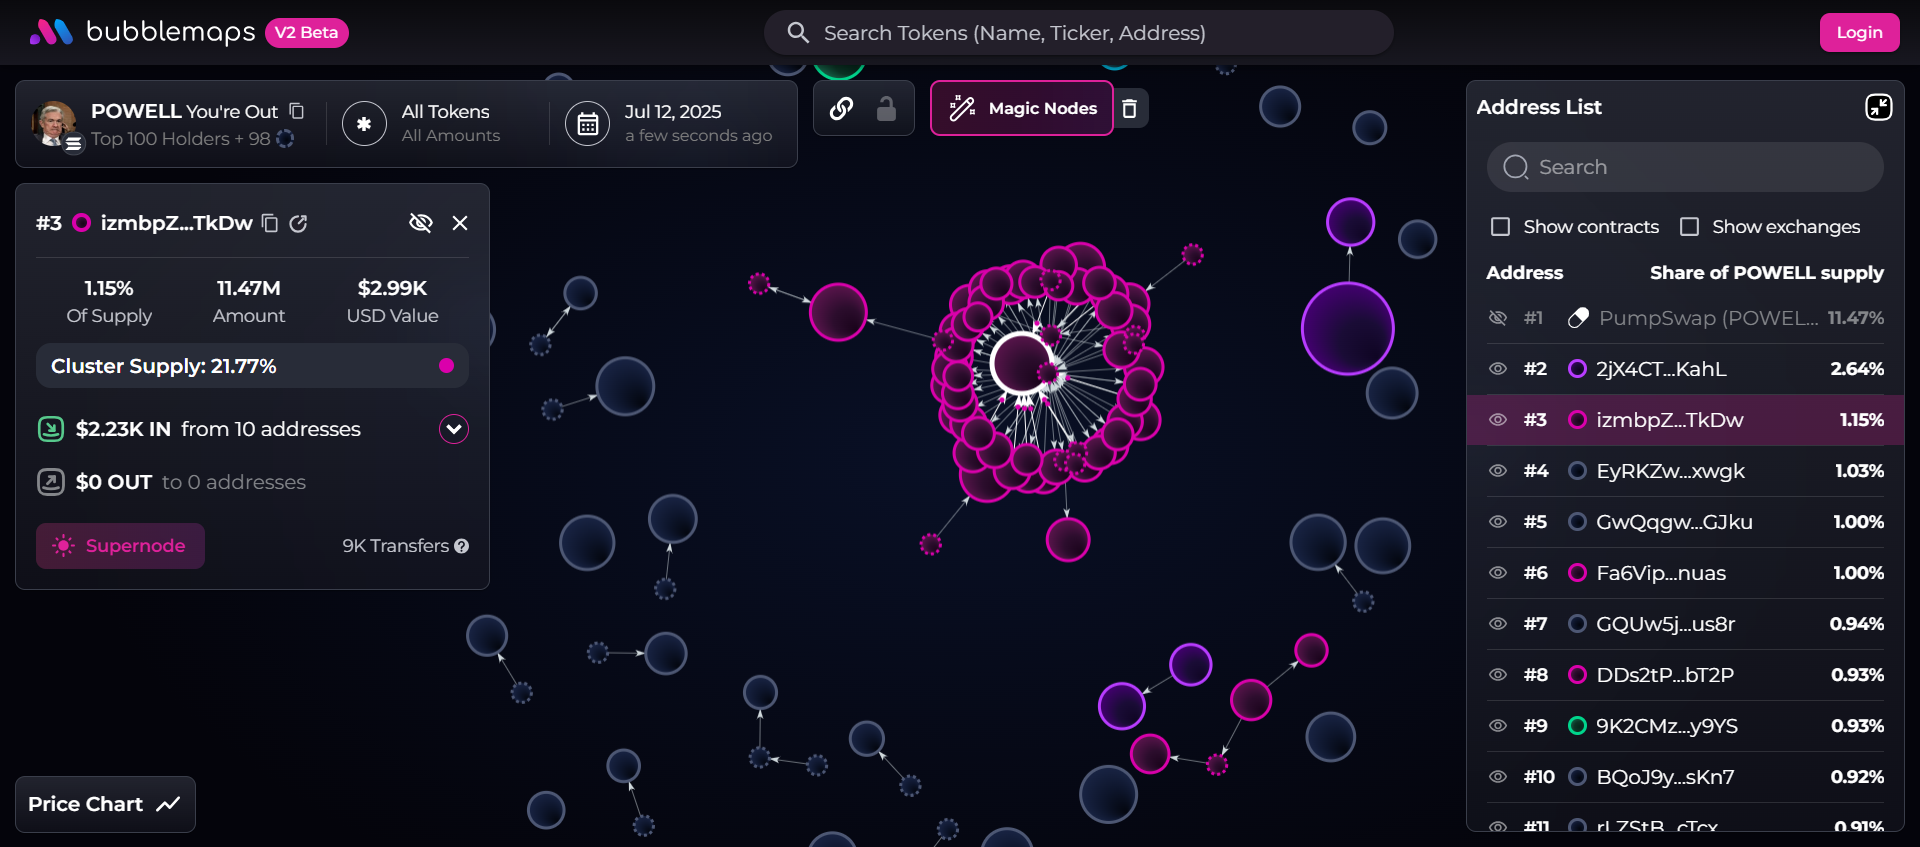 bubblemaps V2 Beta
Search Tokens (Name, Ticker, Address)
Login
POWELL You're Out
Top 100 Holders + 98
All Tokens
All Amounts
Jul 12, 2025
a few seconds ago
Magic Nodes
#3 izmbpZ...TkDw
1.15% 11.47M $2.99K
Of Supply Amount USD Value
Cluster Supply: 21.77%
$2.23K IN from 10 addresses
$0 OUT to 0 addresses
Supernode 9K Transfers ?
Price Chart
Address List
Search
Show contracts Show exchanges
Address Share of POWELL supply
#1 PumpSwap (POWEL... 11.47%
#2 2jX4CT...KahL 2.64%
#3 izmbpZ...TkDw 1.15%
#4 EyRKZw...xwgk 1.03%
#5 GwQqgw...GJku 1.00%
#6 Fa6Vip...nuas 1.00%
#7 GQUw5j...us8r 0.94%
#8 DDs2tP...bT2P 0.93%
#9 9K2CMz...y9YS 0.93%
#10 BQoJ9y...sKn7 0.92%
#11 rLZStB...cTcx 0.91%